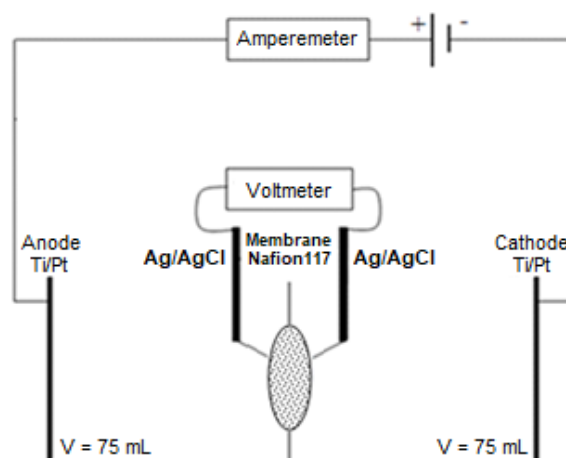 Amperemeter
+ -
Voltmeter
Anode
Ti/Pt
Ag/AgCl
Membrane
Nafion117
Ag/AgCl
Cathode
Ti/Pt
V = 75 mL
V = 75 mL